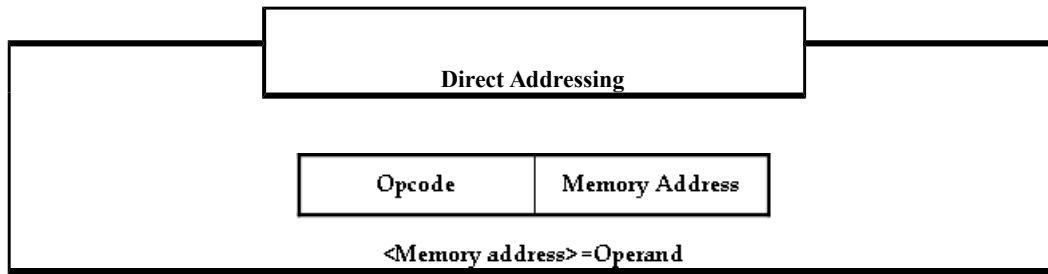 Direct Addressing
Opcode Memory Address
<Memory address>=Operand